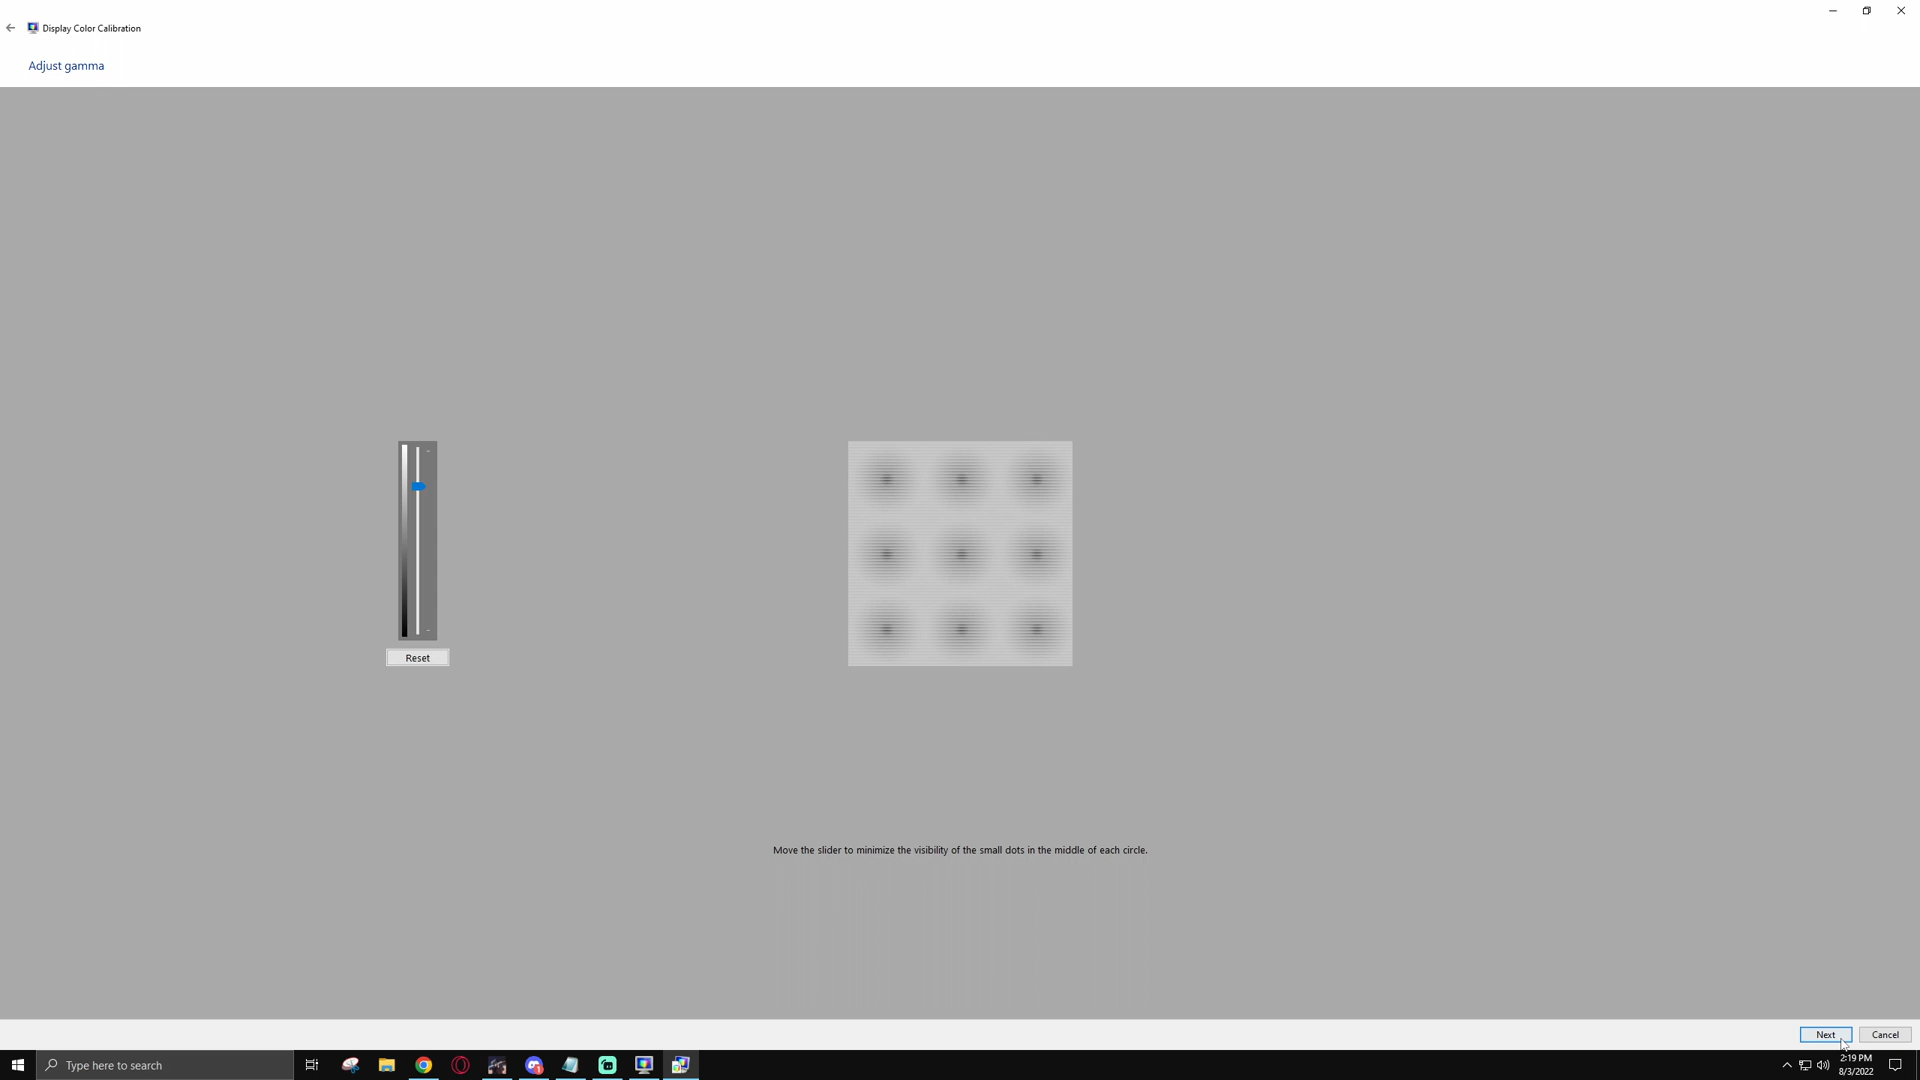 Display Color Calibration
Adjust gamma
Reset
Move the slider to minimize the visibility of the small dots in the middle of each circle.
Next
Cancel
Type here to search
2:19 PM
8/3/2022